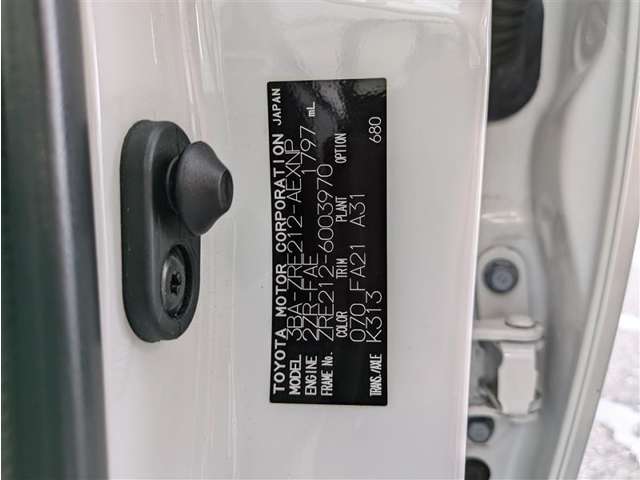 TOYOTA MOTOR CORPORATION JAPAN
MODEL 3BA-ZRE212-AEXNP
ENGINE 2ZR-FAE 1797 mL
FRAME No. ZRE212-6003970
COLOR TRIM PLANT OPTION
070 FA21 A31 680
TRANS./AXLE K313